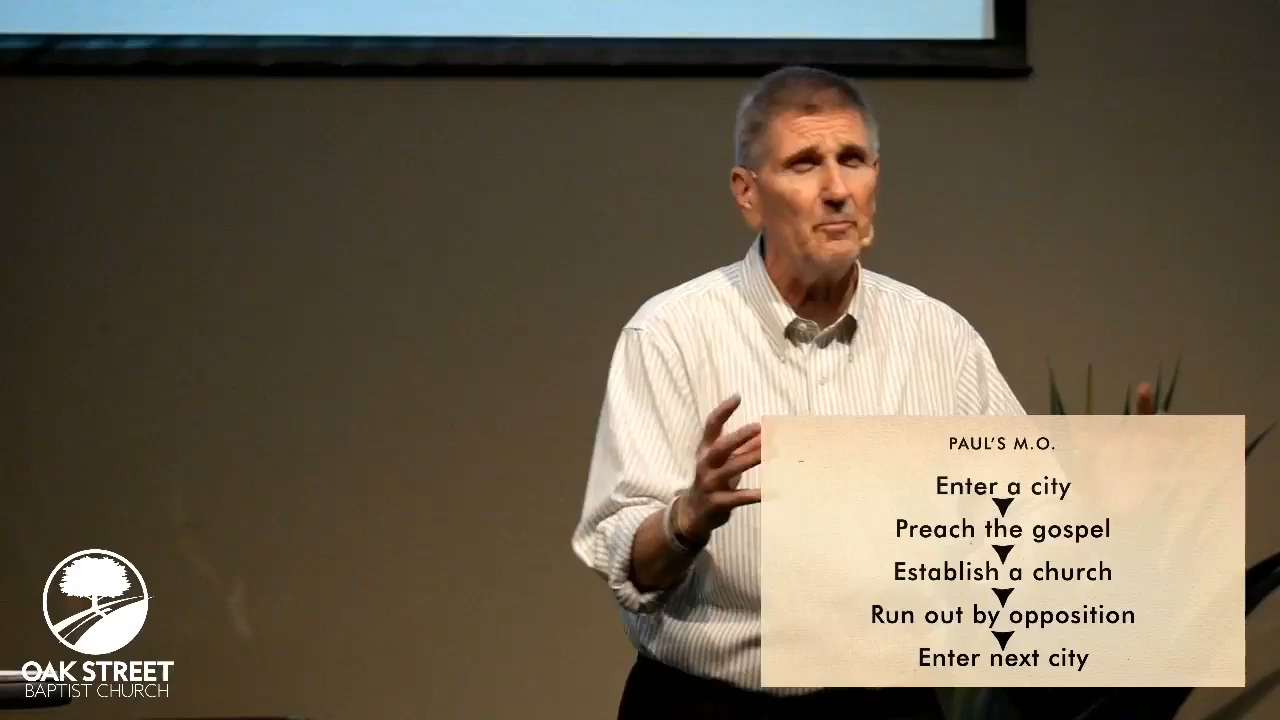 PAUL'S M.O.
Enter a city
Preach the gospel
Establish a church
Run out by opposition
Enter next city
OAK STREET
BAPTIST CHURCH